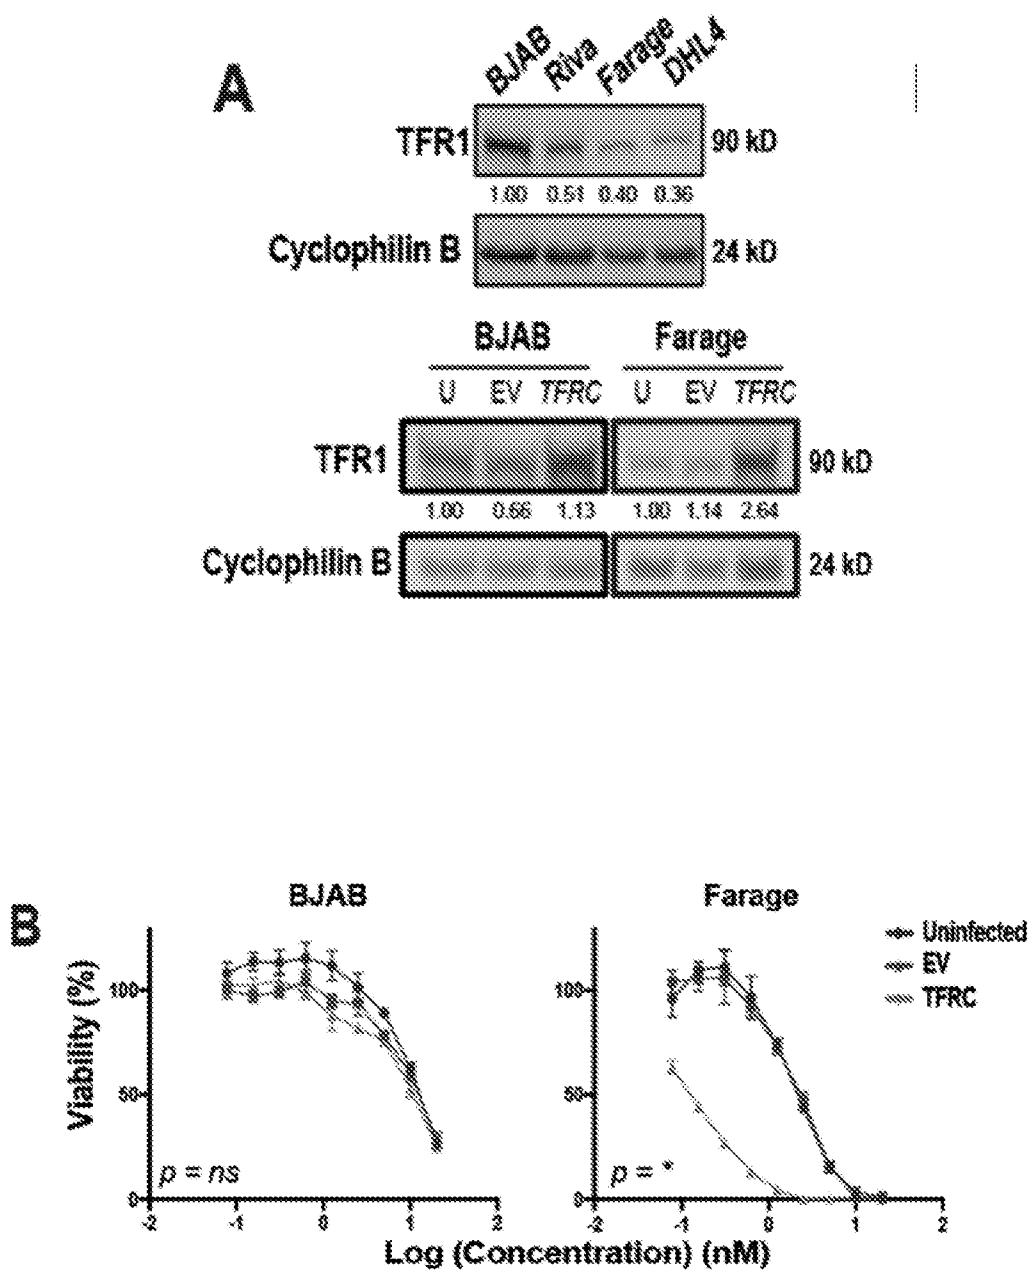 A
BJAB Riva Farage DHL4
TFR1 90 kD
1.00 0.51 0.40 0.36
Cyclophilin B 24 kD
BJAB Farage
U EV TFRC U EV TFRC
TFR1 90 kD
1.00 0.66 1.13 1.00 1.14 2.64
Cyclophilin B 24 kD
B
BJAB Farage
Uninfected
EV
TFRC
Viability (%)
100 100
50 50
p = ns p = *
0 0
-2 -1 0 1 2 -2 -1 0 1 2
Log (Concentration) (nM)